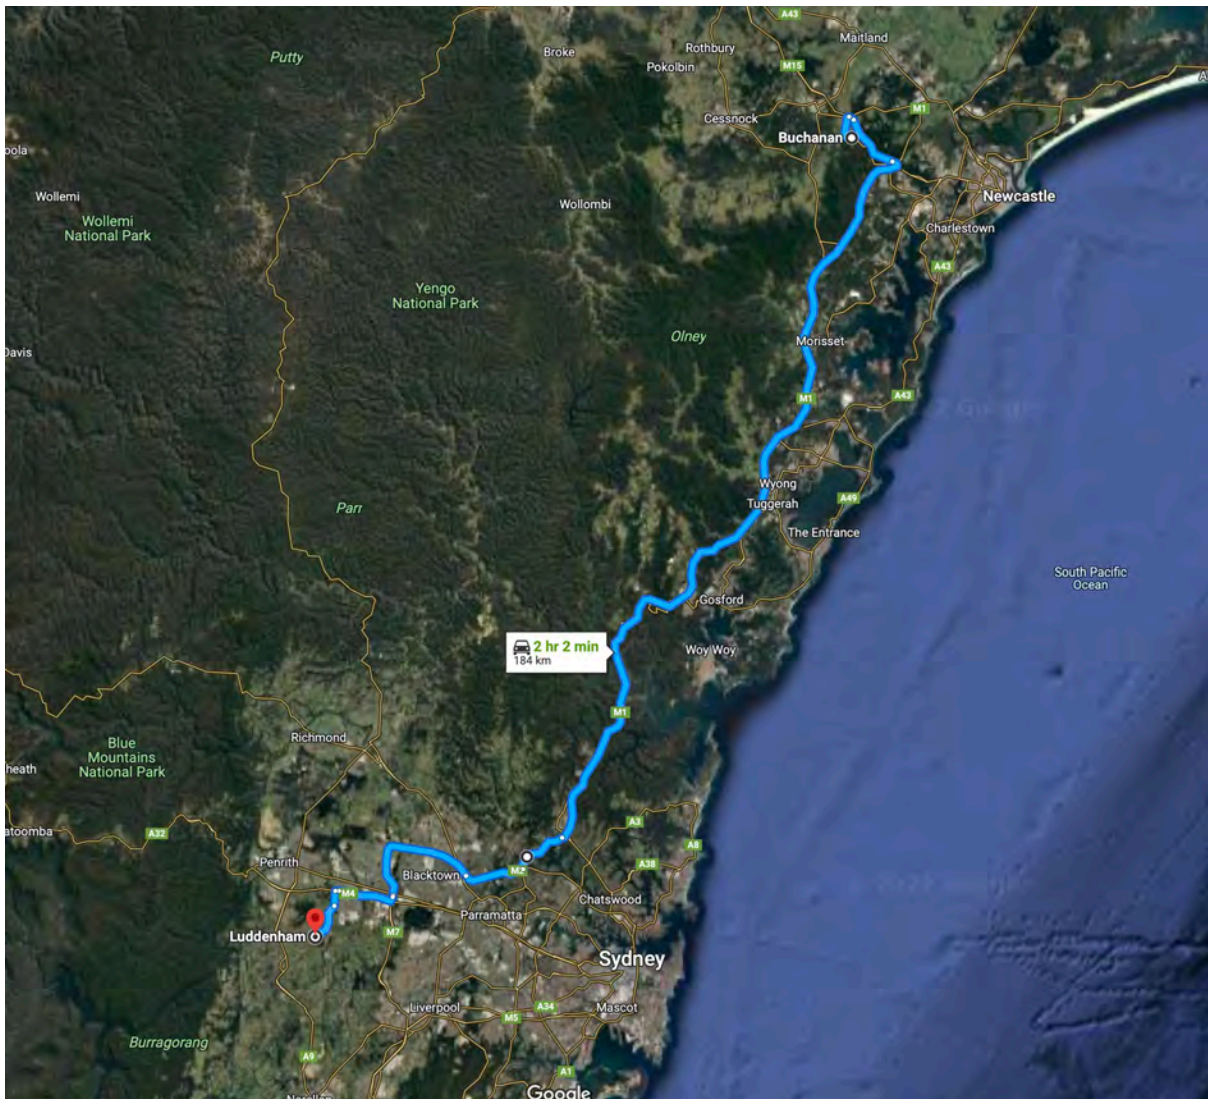 A43
Putty
Broke
Rothbury
Maitland
Pokolbin
M15
M1
Cessnock
Buchanan
oola
Wollemi
Wollombi
Newcastle
Wollemi
National Park
Charlestown
A43
Yengo
National Park
Olney
Morisset
Davis
M1
A43
Wyong
Tuggerah
A49
Parr
The Entrance
South Pacific
Ocean
Gosford
2 hr 2 min
184 km
Woy Woy
M1
Richmond
Blue
Mountains
National Park
heath
atoomba
A32
A3
A8
Penrith
A38
Blacktown
M2
M4
Chatswood
Parramatta
Luddenham
M7
Sydney
Liverpool
A34
Mascot
M5
Burragorang
A9
A1
Google